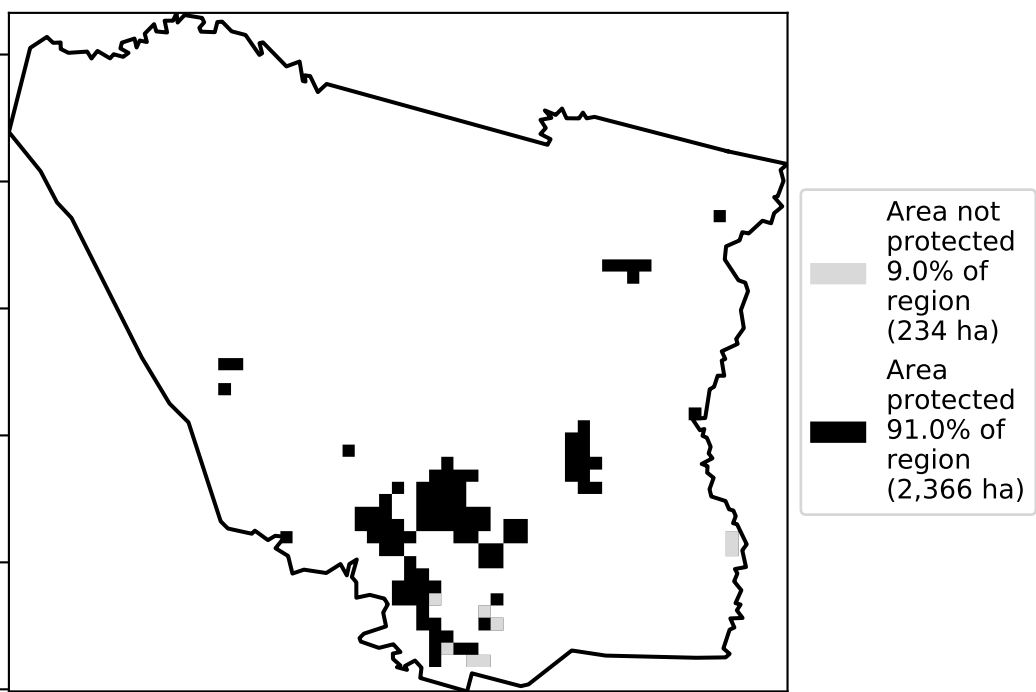 Area not
protected
9.0% of
region
(234 ha)
Area
protected
91.0% of
region
(2,366 ha)